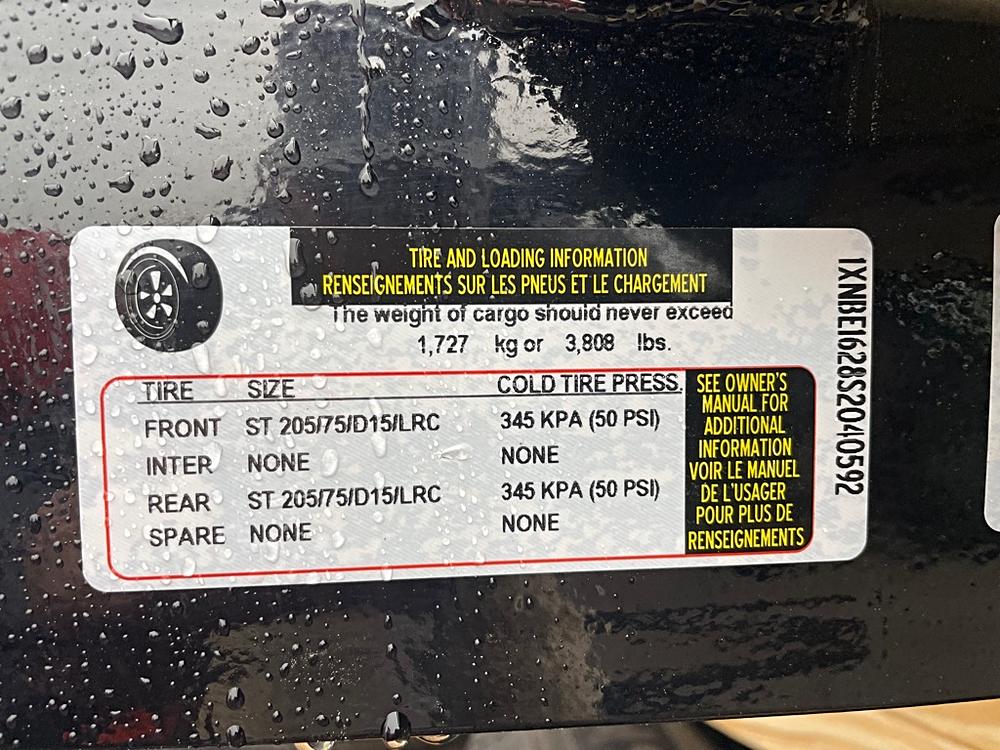 TIRE AND LOADING INFORMATION
RENSEIGNEMENTS SUR LES PNEUS ET LE CHARGEMENT
The weight of cargo should never exceed
1,727 kg or 3,808 lbs.
TIRE SIZE COLD TIRE PRESS.
FRONT ST 205/75/D15/LRC 345 KPA (50 PSI)
INTER NONE NONE
REAR ST 205/75/D15/LRC 345 KPA (50 PSI)
SPARE NONE NONE
SEE OWNER'S
MANUAL FOR
ADDITIONAL
INFORMATION
VOIR LE MANUEL
DE L'USAGER
POUR PLUS DE
RENSEIGNEMENTS
1XNBE1628S2040592